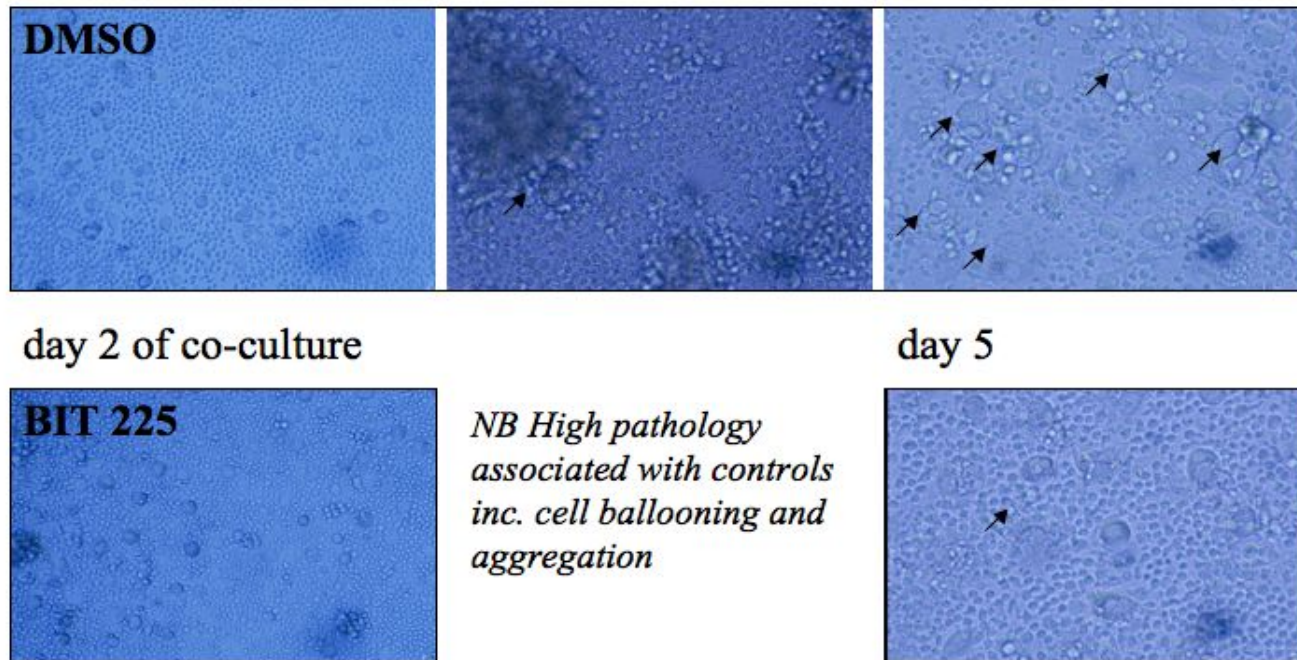 DMSO
day 2 of co-culture
day 5
BIT 225
NB High pathology
associated with controls
inc. cell ballooning and
aggregation